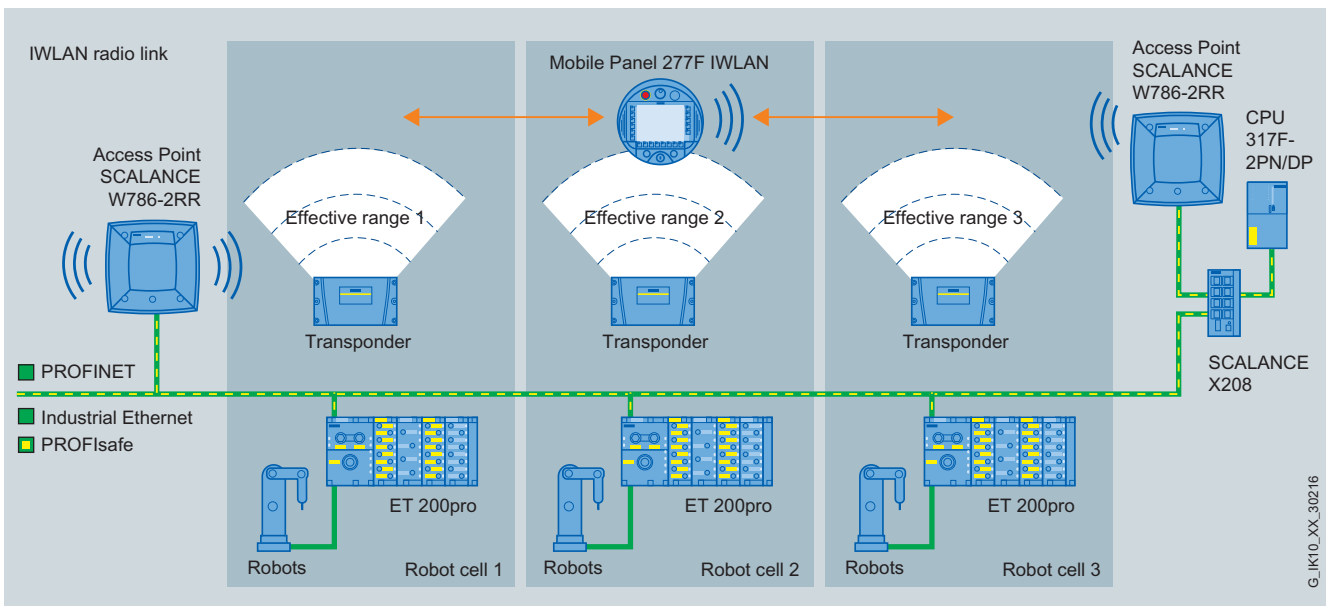 IWLAN radio link
Mobile Panel 277F IWLAN
Access Point
SCALANCE
W786-2RR
CPU
317F-
2PN/DP
Access Point
SCALANCE
W786-2RR
Effective range 1
Effective range 2
Effective range 3
Transponder
Transponder
Transponder
SCALANCE
X208
PROFINET
Industrial Ethernet
PROFIsafe
ET 200pro
ET 200pro
ET 200pro
Robots
Robot cell 1
Robots
Robot cell 2
Robots
Robot cell 3
G_IK10_XX_30216